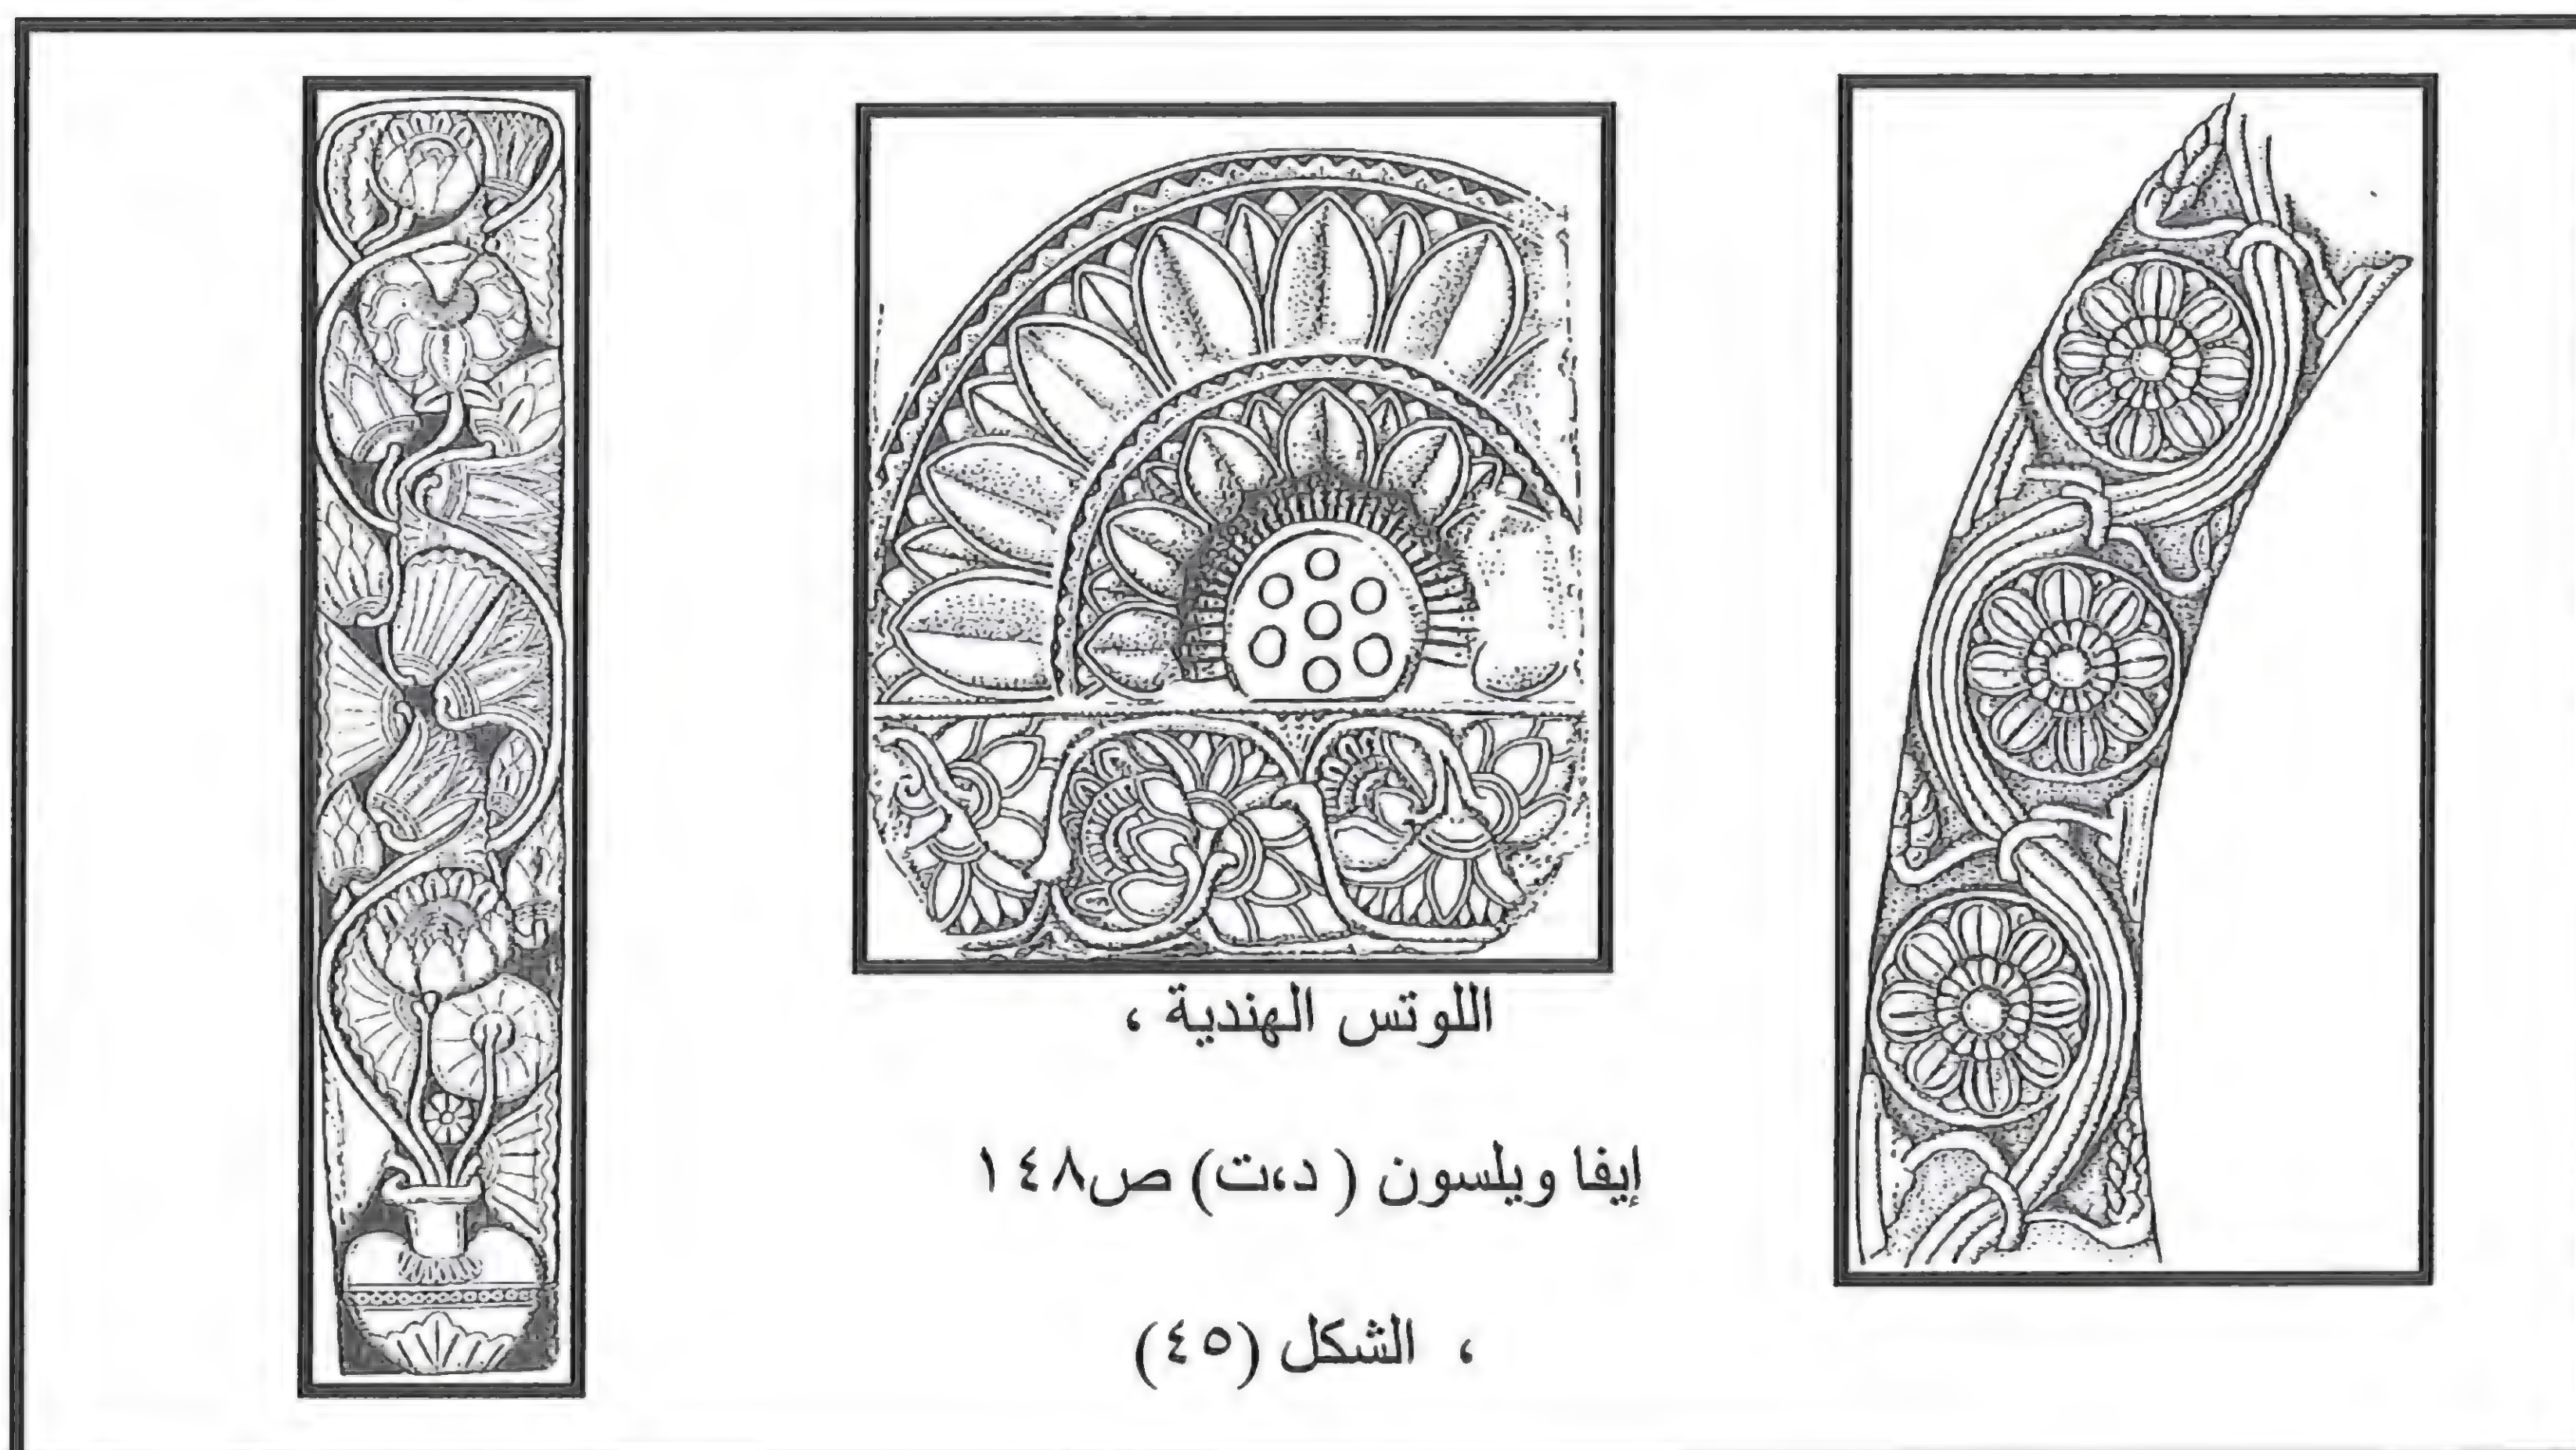 اللوتس الهندية ،
إيفا ويلسون ( د،ت) ص١٤٨
، الشكل (٤٥)